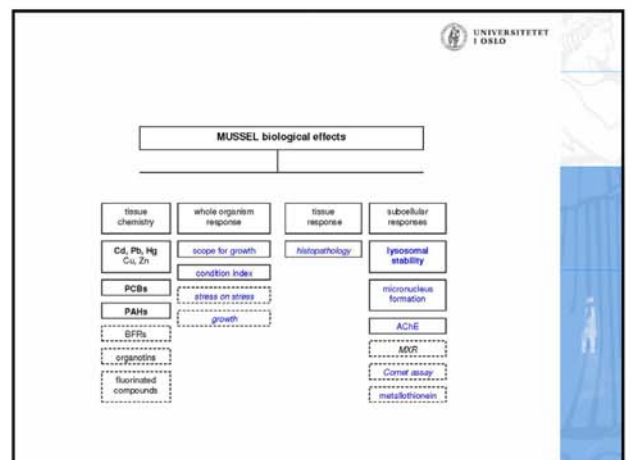 UNIVERSITETET
I OSLO
MUSSEL biological effects
tissue
chemistry
whole organism
response
tissue
response
subcellular
responses
Cd, Pb, Hg
Cu, Zn
PCBs
PAHs
BFRs
organotins
fluorinated
compounds
scope for growth
condition index
stress on stress
growth
histopathology
lysosomal
stability
micronucleus
formation
AChE
MXR
Comet assay
metallothionein